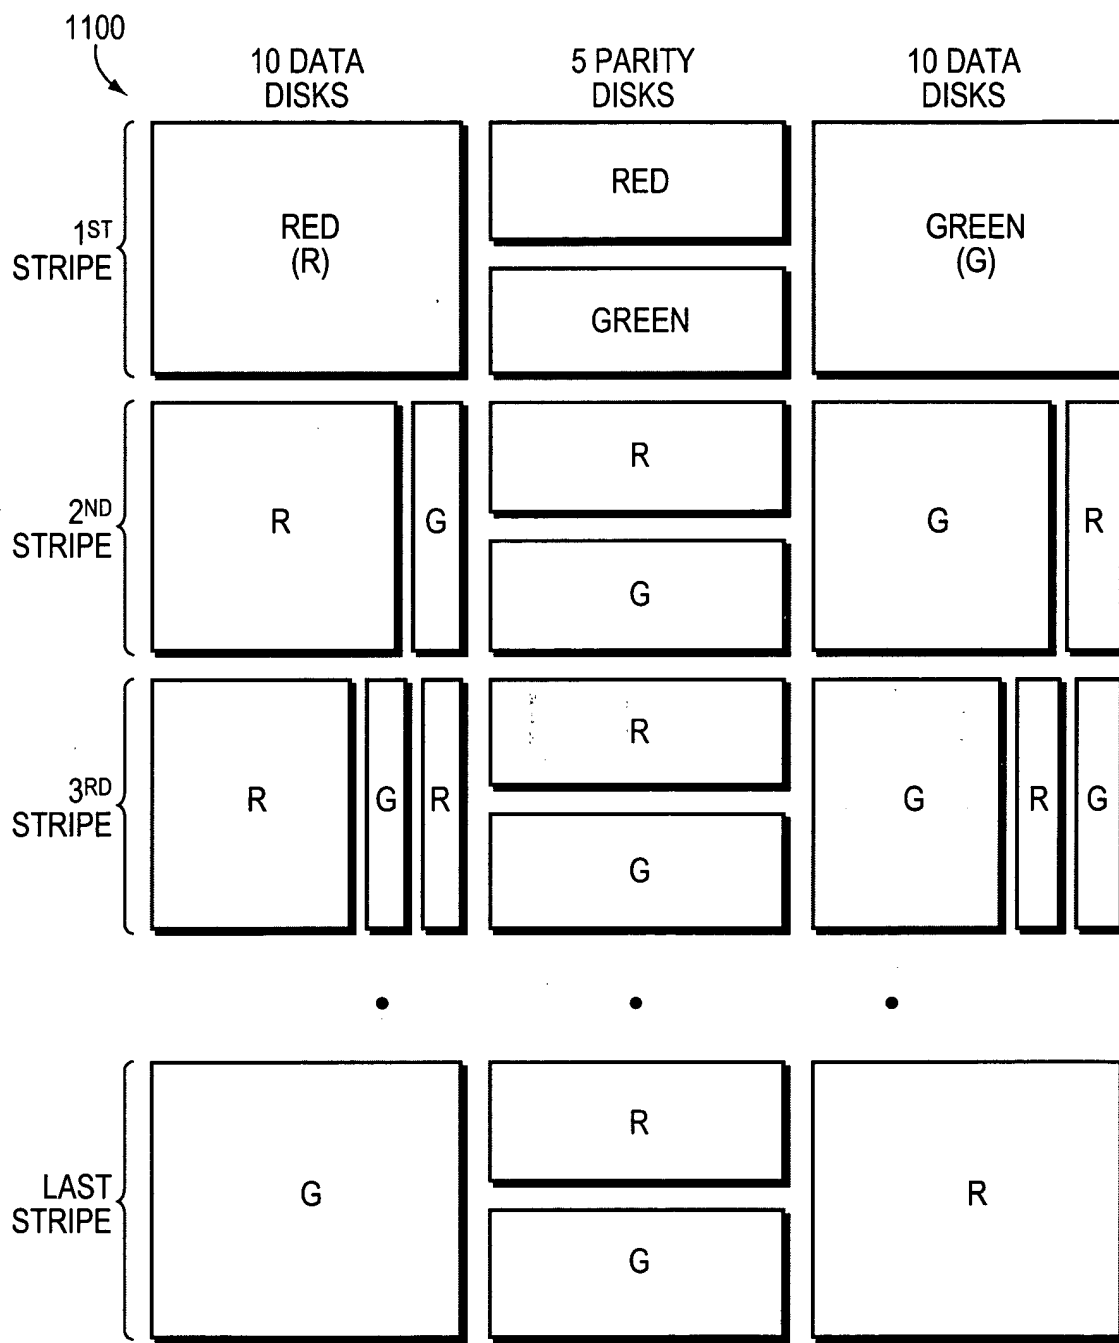 1100
10 DATA
DISKS
5 PARITY
DISKS
10 DATA
DISKS
1ST
STRIPE
RED
(R)
RED
GREEN
GREEN
(G)
2ND
STRIPE
R
G
R
G
G
R
3RD
STRIPE
R
G
R
R
G
G
R
G
LAST
STRIPE
G
R
G
R